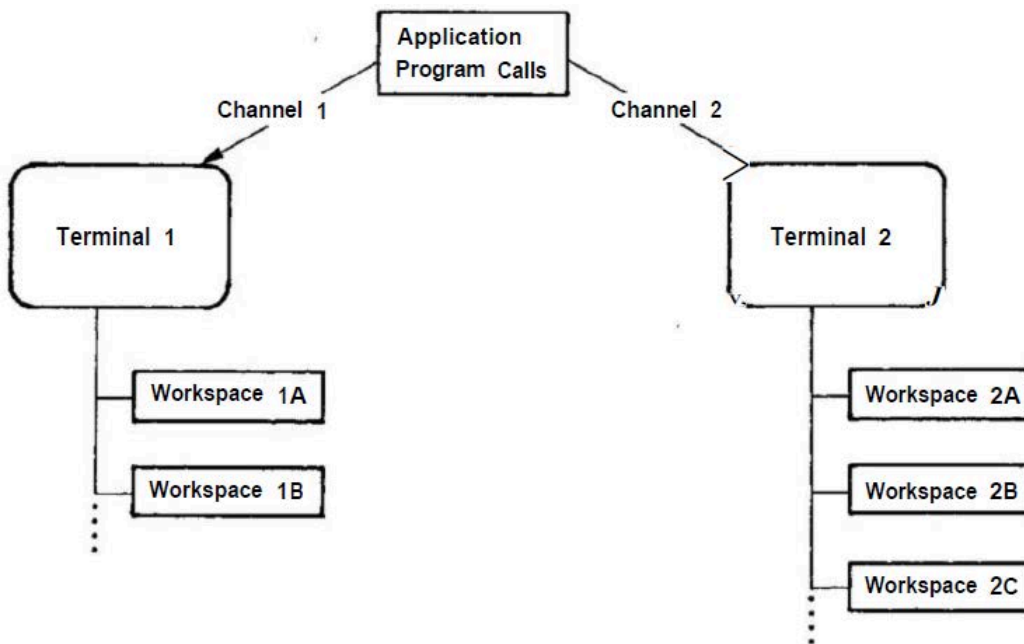 Application
Program Calls
Channel 1
Channel 2
Terminal 1
Terminal 2
Workspace 1A
Workspace 2A
Workspace 1B
Workspace 2B
Workspace 2C